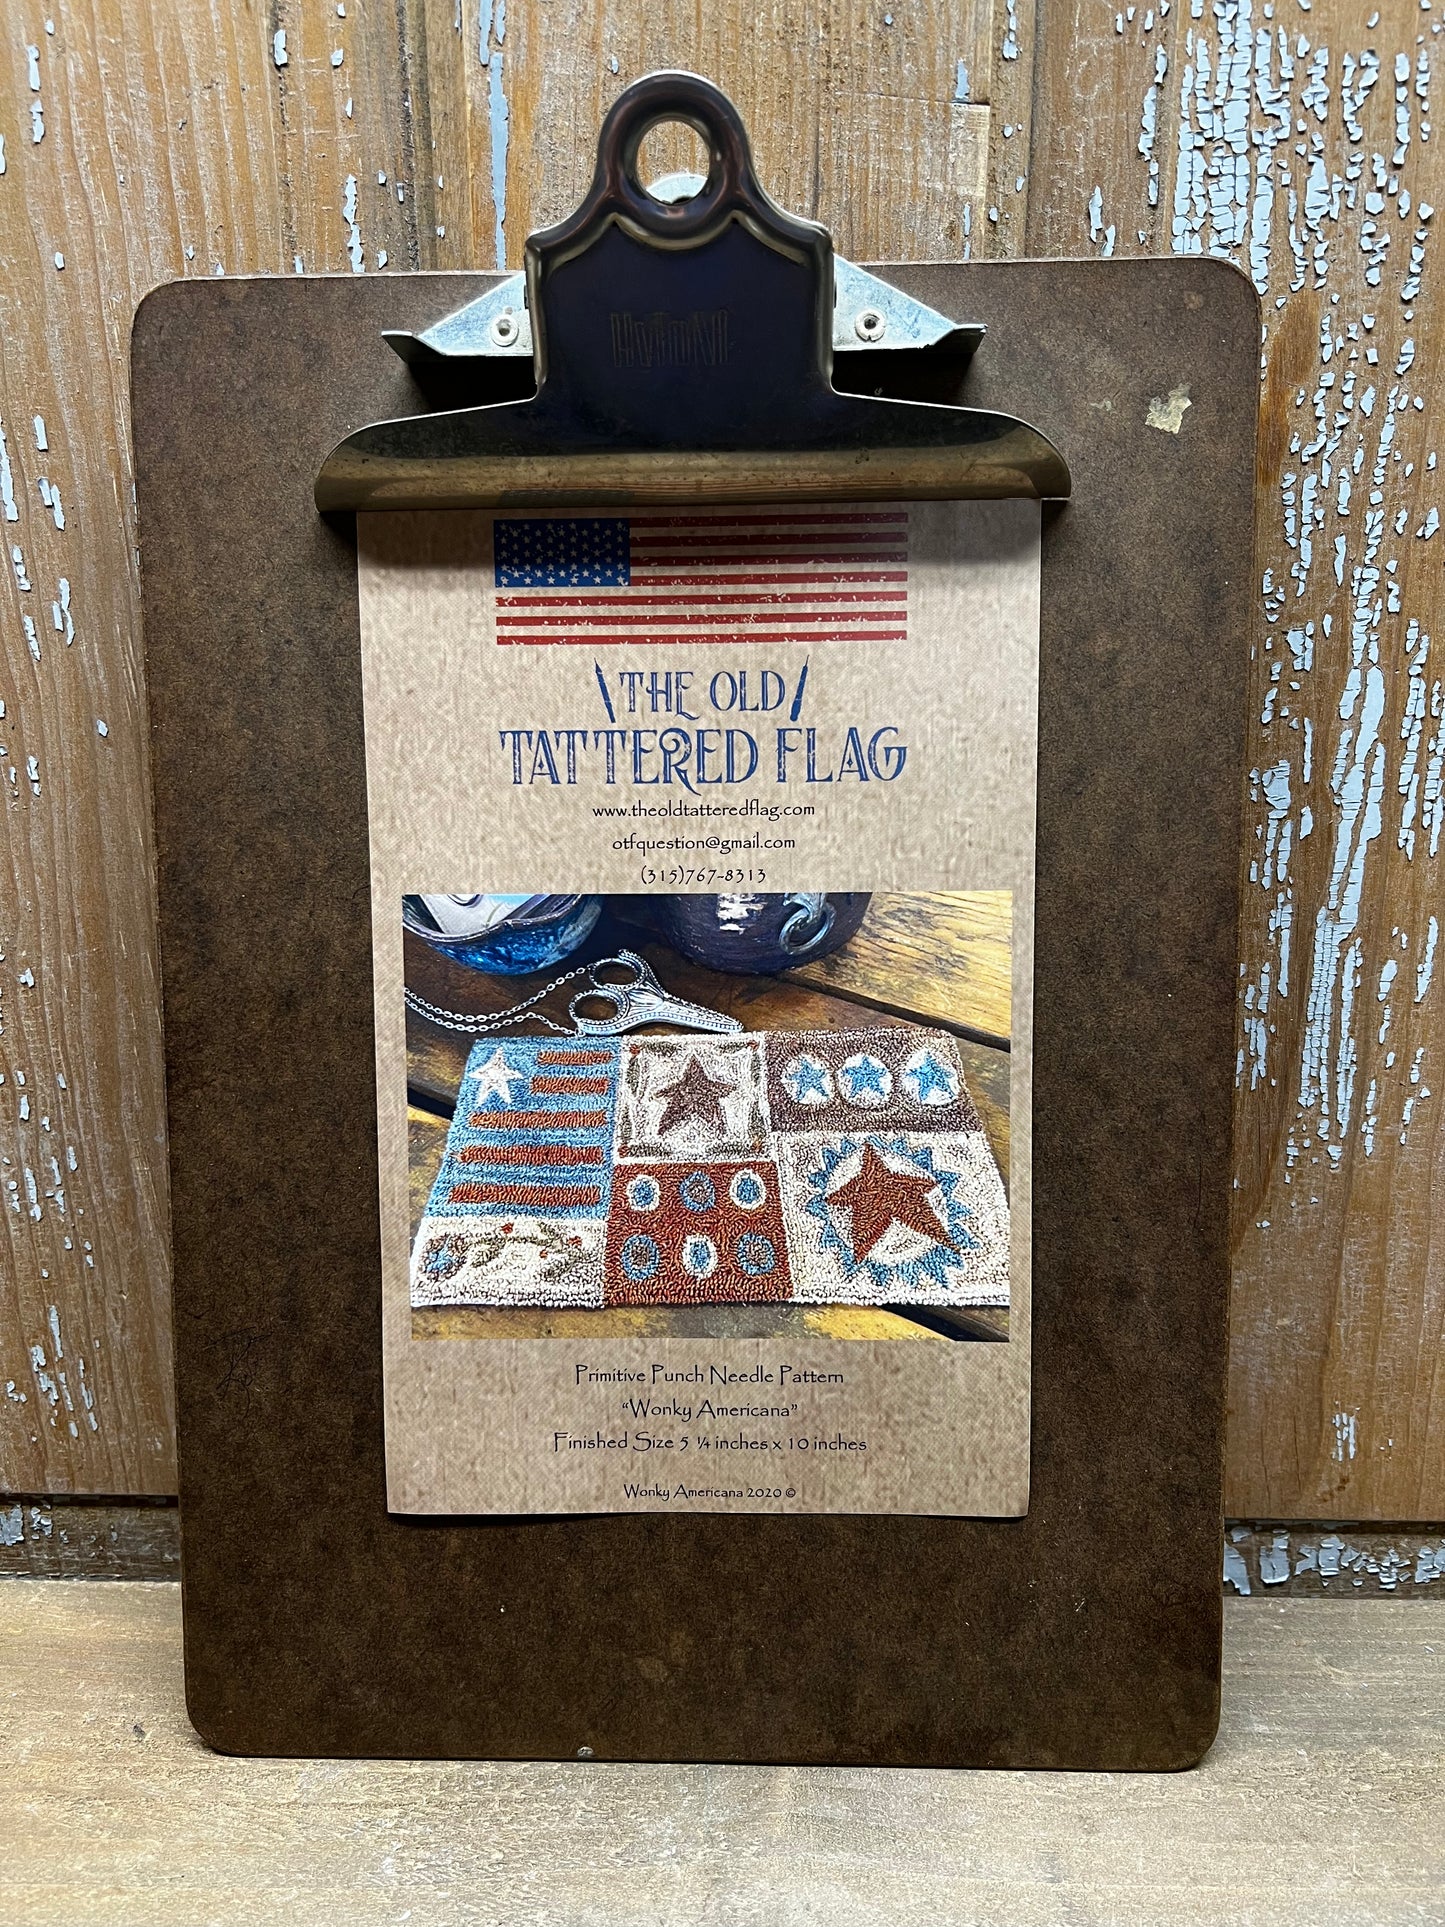 THE OLD
TATTERED FLAG
www.theoldtatteredflag.com
otfquestion@gmail.com
(315)767-8313
Primitive Punch Needle Pattern
“Wonky Americana”
Finished Size 5 ¼ inches x 10 inches
Wonky Americana 2020 ©